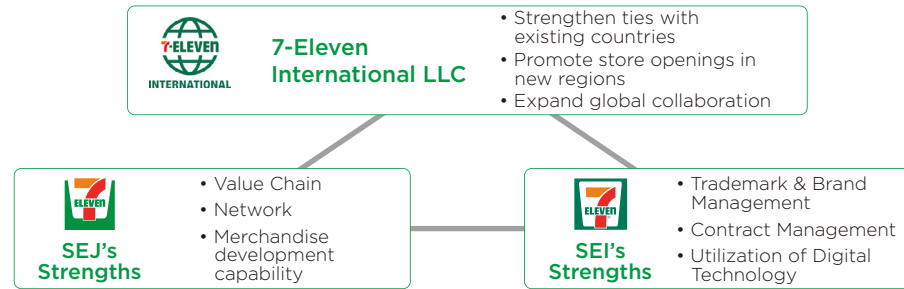 7-ELEVEN
INTERNATIONAL
7-Eleven
International LLC
• Strengthen ties with
existing countries
• Promote store openings in
new regions
• Expand global collaboration
7
ELEVEN
SEJ's
Strengths
• Value Chain
• Network
• Merchandise
development
capability
7
ELEVEN
SEI's
Strengths
• Trademark & Brand
Management
• Contract Management
• Utilization of Digital
Technology